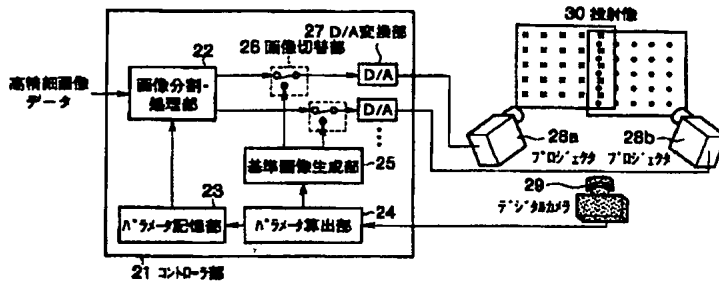 30 投射像
27 D/A変換部
26 画像切替部
22
高精細画像
データ
画像分割・
処理部
D/A
D/A
28a
プロジェクタ
28b
プロジェクタ
基準画像生成部
25
29
デジタルカメラ
23
パラメータ記憶部
24
パラメータ算出部
21 コントローラ部